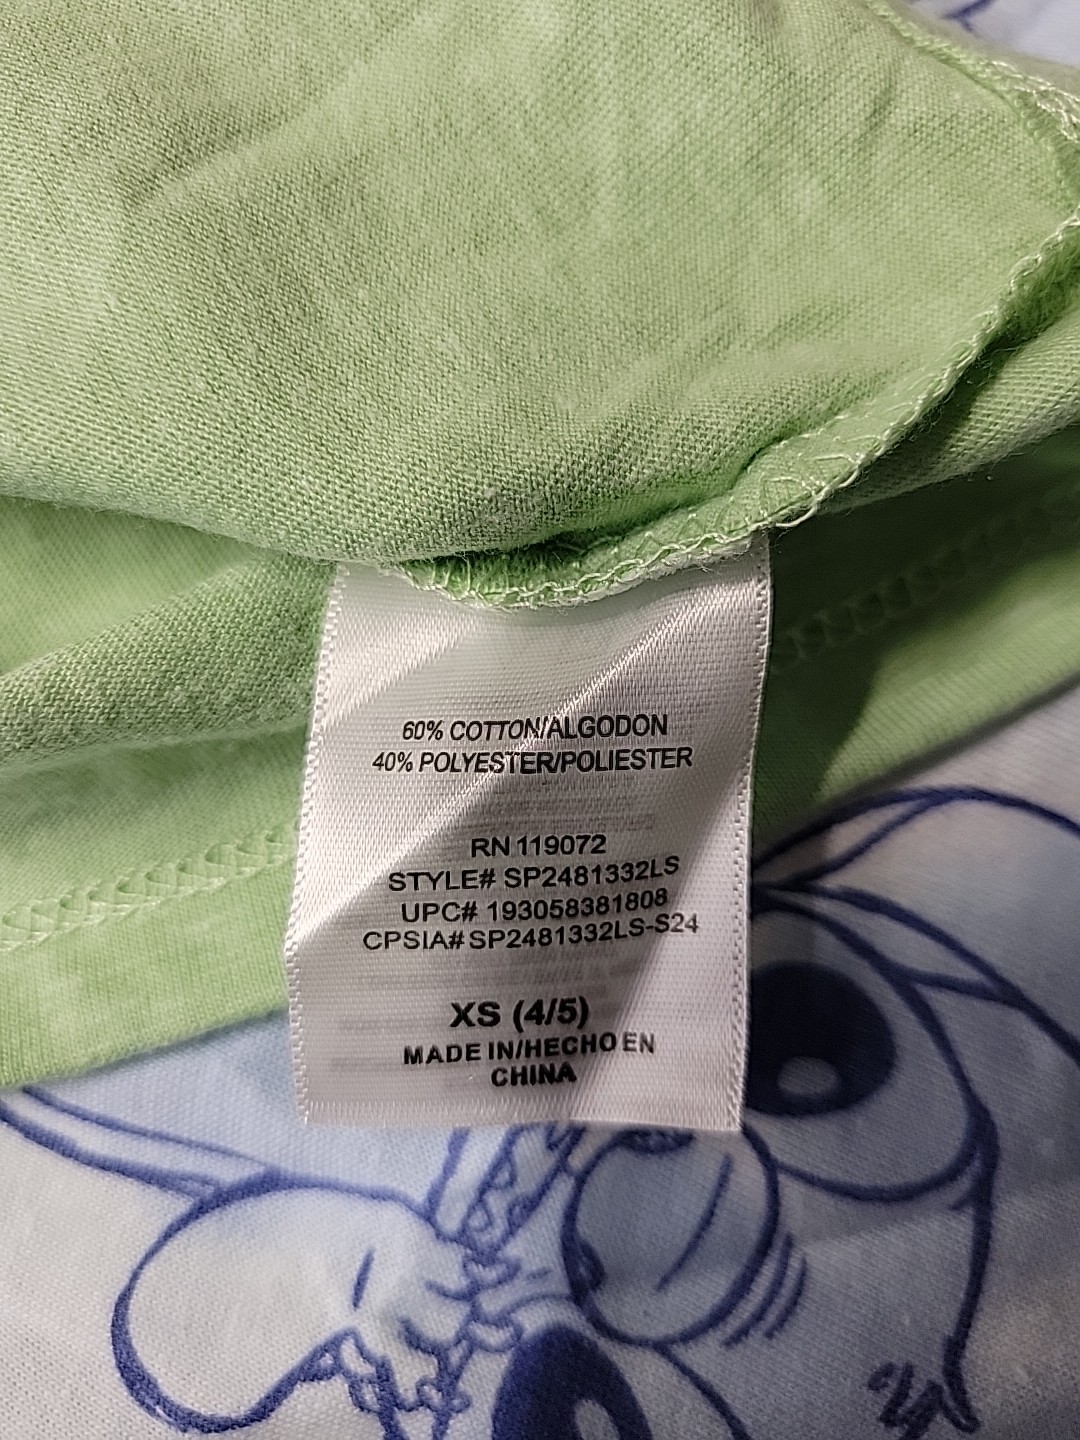 60% COTTON/ALGODON
40% POLYESTER/POLIESTER
RN 119072
STYLE# SP2481332LS
UPC# 193058381808
CPSIA# SP2481332LS-S24
XS (4/5)
MADE IN/HECHO EN
CHINA